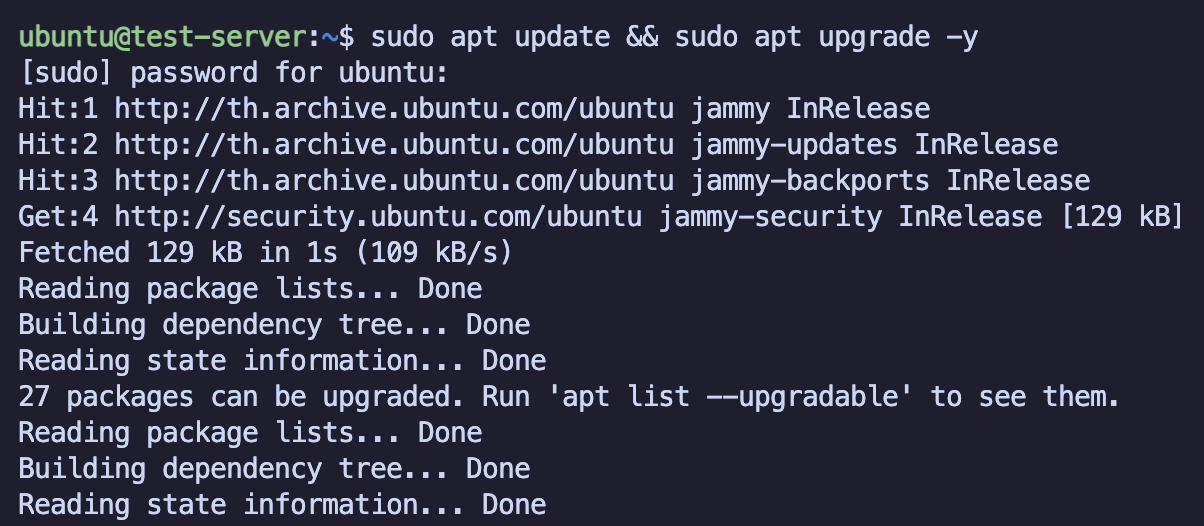 ubuntu@test-server:~$ sudo apt update && sudo apt upgrade -y
[sudo] password for ubuntu:
Hit:1 http://th.archive.ubuntu.com/ubuntu jammy InRelease
Hit:2 http://th.archive.ubuntu.com/ubuntu jammy-updates InRelease
Hit:3 http://th.archive.ubuntu.com/ubuntu jammy-backports InRelease
Get:4 http://security.ubuntu.com/ubuntu jammy-security InRelease [129 kB]
Fetched 129 kB in 1s (109 kB/s)
Reading package lists... Done
Building dependency tree... Done
Reading state information... Done
27 packages can be upgraded. Run 'apt list --upgradable' to see them.
Reading package lists... Done
Building dependency tree... Done
Reading state information... Done